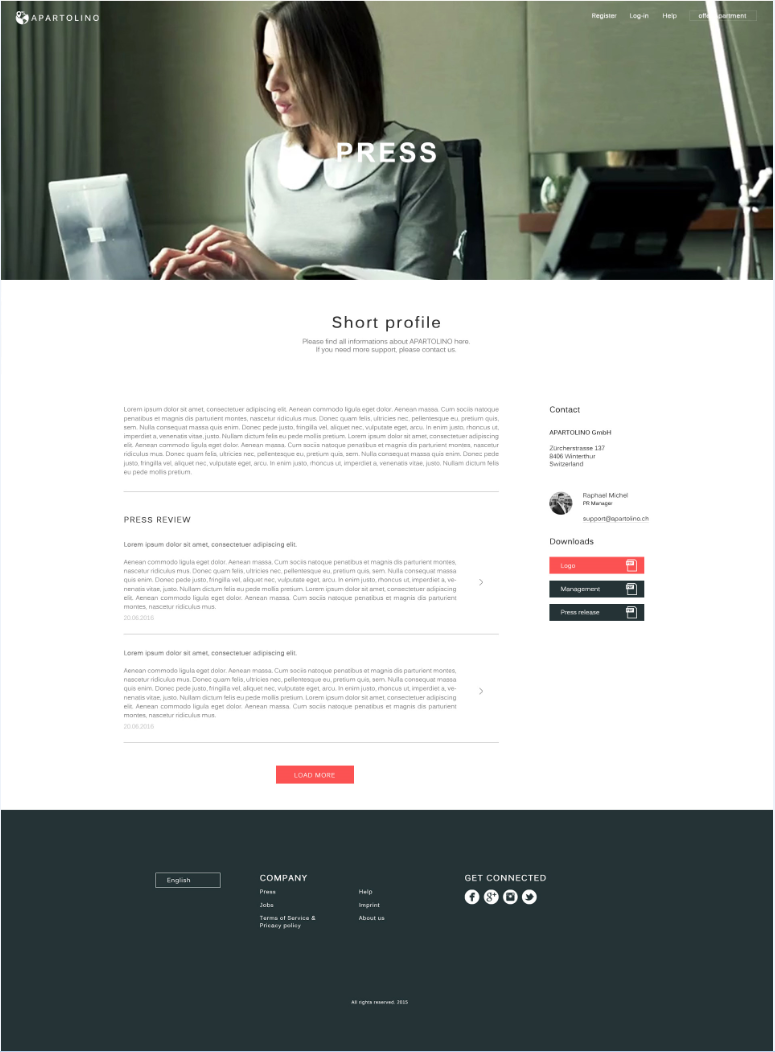 APARTOLINO
Register Log-in Help offer apartment
PRESS
Short profile
Please find all informations about APARTOLINO here.
If you need more support, please contact us.
Lorem ipsum dolor sit amet, consectetuer adipiscing elit. Aenean commodo ligula eget dolor. Aenean massa. Cum sociis natoque
penatibus et magnis dis parturient montes, nascetur ridiculus mus. Donec quam felis, ultricies nec, pellentesque eu, pretium quis,
sem. Nulla consequat massa quis enim. Donec pede justo, fringilla vel, aliquet nec, vulputate eget, arcu. In enim justo, rhoncus ut,
imperdiet a, venenatis vitae, justo. Nullam dictum felis eu pede mollis pretium. Lorem ipsum dolor sit amet, consectetuer adipiscing
elit. Aenean commodo ligula eget dolor. Aenean massa. Cum sociis natoque penatibus et magnis dis parturient montes, nascetur
ridiculus mus. Donec quam felis, ultricies nec, pellentesque eu, pretium quis, sem. Nulla consequat massa quis enim. Donec pede
justo, fringilla vel, aliquet nec, vulputate eget, arcu. In enim justo, rhoncus ut, imperdiet a, venenatis vitae, justo. Nullam dictum felis
eu pede mollis pretium.
PRESS REVIEW
Lorem ipsum dolor sit amet, consectetuer adipiscing elit.
Aenean commodo ligula eget dolor. Aenean massa. Cum sociis natoque penatibus et magnis dis parturient montes,
nascetur ridiculus mus. Donec quam felis, ultricies nec, pellentesque eu, pretium quis, sem. Nulla consequat massa
quis enim. Donec pede justo, fringilla vel, aliquet nec, vulputate eget, arcu. In enim justo, rhoncus ut, imperdiet a, ve-
nenatis vitae, justo. Nullam dictum felis eu pede mollis pretium. Lorem ipsum dolor sit amet, consectetuer adipiscing
elit. Aenean commodo ligula eget dolor. Aenean massa. Cum sociis natoque penatibus et magnis dis parturient
montes, nascetur ridiculus mus.
20.08.2016
Lorem ipsum dolor sit amet, consectetuer adipiscing elit.
Aenean commodo ligula eget dolor. Aenean massa. Cum sociis natoque penatibus et magnis dis parturient montes,
nascetur ridiculus mus. Donec quam felis, ultricies nec, pellentesque eu, pretium quis, sem. Nulla consequat massa
quis enim. Donec pede justo, fringilla vel, aliquet nec, vulputate eget, arcu. In enim justo, rhoncus ut, imperdiet a, ve-
nenatis vitae, justo. Nullam dictum felis eu pede mollis pretium. Lorem ipsum dolor sit amet, consectetuer adipiscing
elit. Aenean commodo ligula eget dolor. Aenean massa. Cum sociis natoque penatibus et magnis dis parturient
montes, nascetur ridiculus mus.
20.08.2016
LOAD MORE
Contact
APARTOLINO GmbH
Zürcherstrasse 137
8406 Winterthur
Switzerland
Raphael Michel
PR Manager
support@apartolino.ch
Downloads
Logo
Management
Press release
English
COMPANY
Press
Jobs
Terms of Service &
Privacy policy
Help
Imprint
About us
GET CONNECTED
All rights reserved. 2015